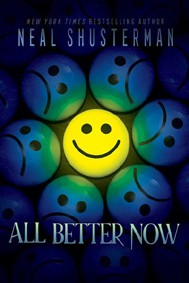 NEW YORK TIMES BESTSELLING AUTHOR
NEAL SHUSTERMAN
ALL BETTER NOW